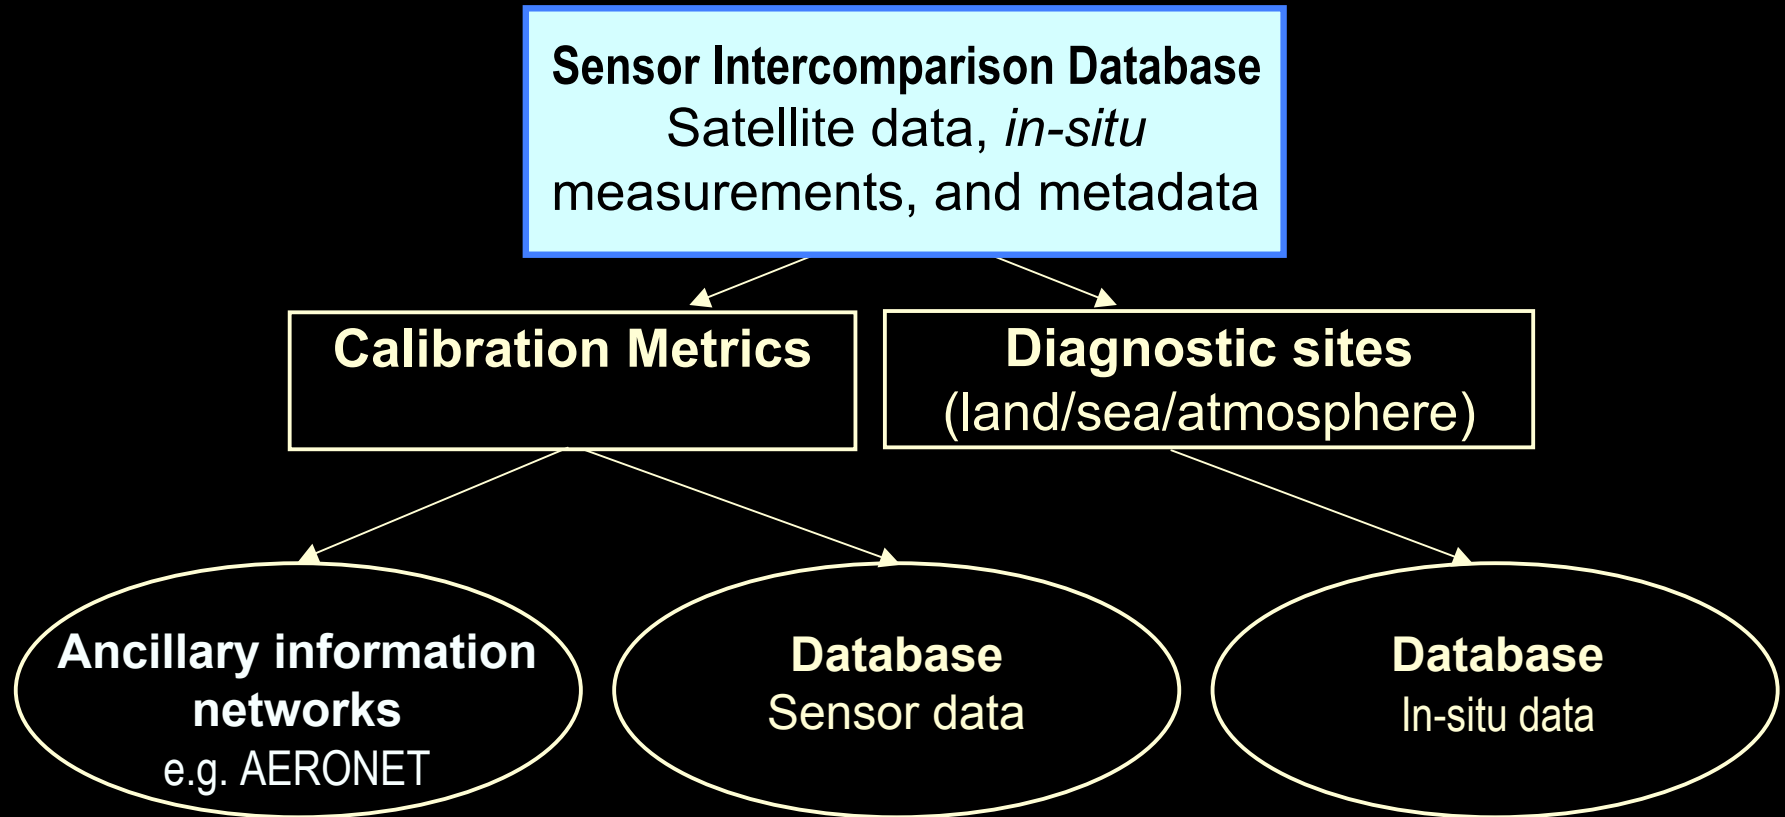 Sensor Intercomparison Database
Satellite data, in-situ
measurements, and metadata
Calibration Metrics
Diagnostic sites
(land/sea/atmosphere)
Ancillary information
networks
e.g. AERONET
Database
Sensor data
Database
In-situ data